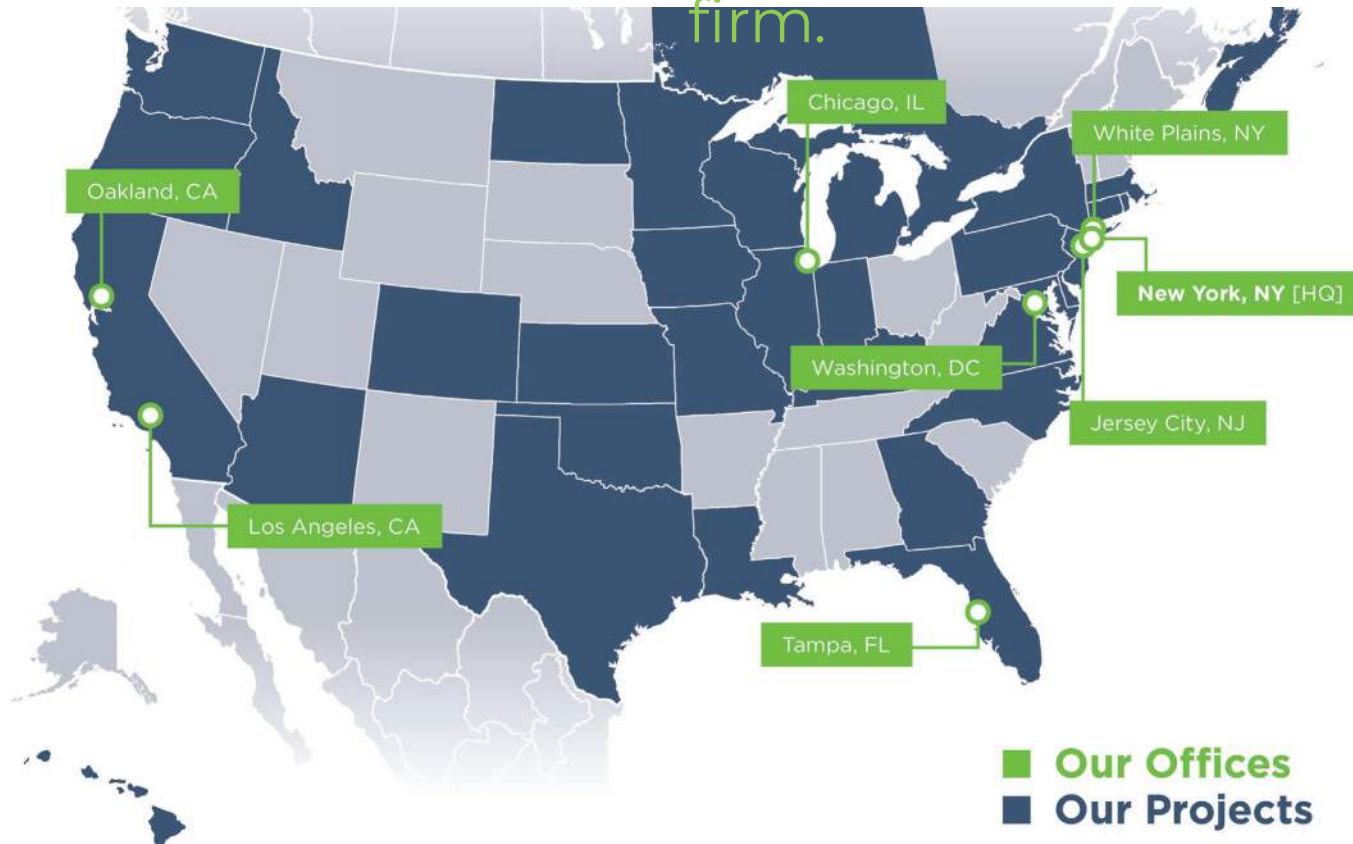 firm.
Chicago, IL
White Plains, NY
Oakland, CA
New York, NY [HQ]
Washington, DC
Jersey City, NJ
Los Angeles, CA
Tampa, FL
Our Offices
Our Projects